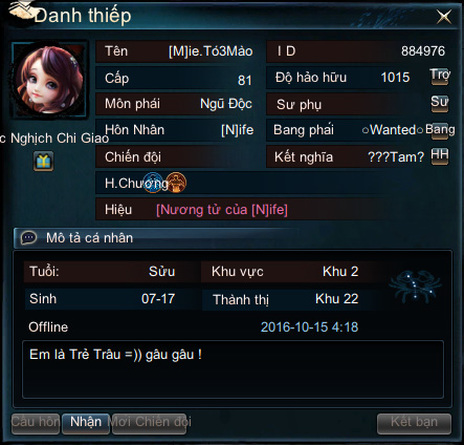 Danh thiếp
Tên [M]ie.Tó3Mảo I D 884976
Cấp 81 Độ hảo hữu 1015 Trợ
Môn phái Ngũ Độc Sư phụ Sư
Hôn Nhân [N]ife Bang phái ○Wanted○ Bang
c Nghịch Chi Giao
Chiến đội Kết nghĩa ???Tam? HH
H.Chương
Hiệu [Nương tử của [N]ife]
Mô tả cá nhân
Tuổi: Sửu Khu vực Khu 2
Sinh 07-17 Thành thị Khu 22
Offline 2016-10-15 4:18
Em là Trẻ Trâu =)) gâu gâu !
Cầu hôn Nhận Mời Chiến đội Kết bạn